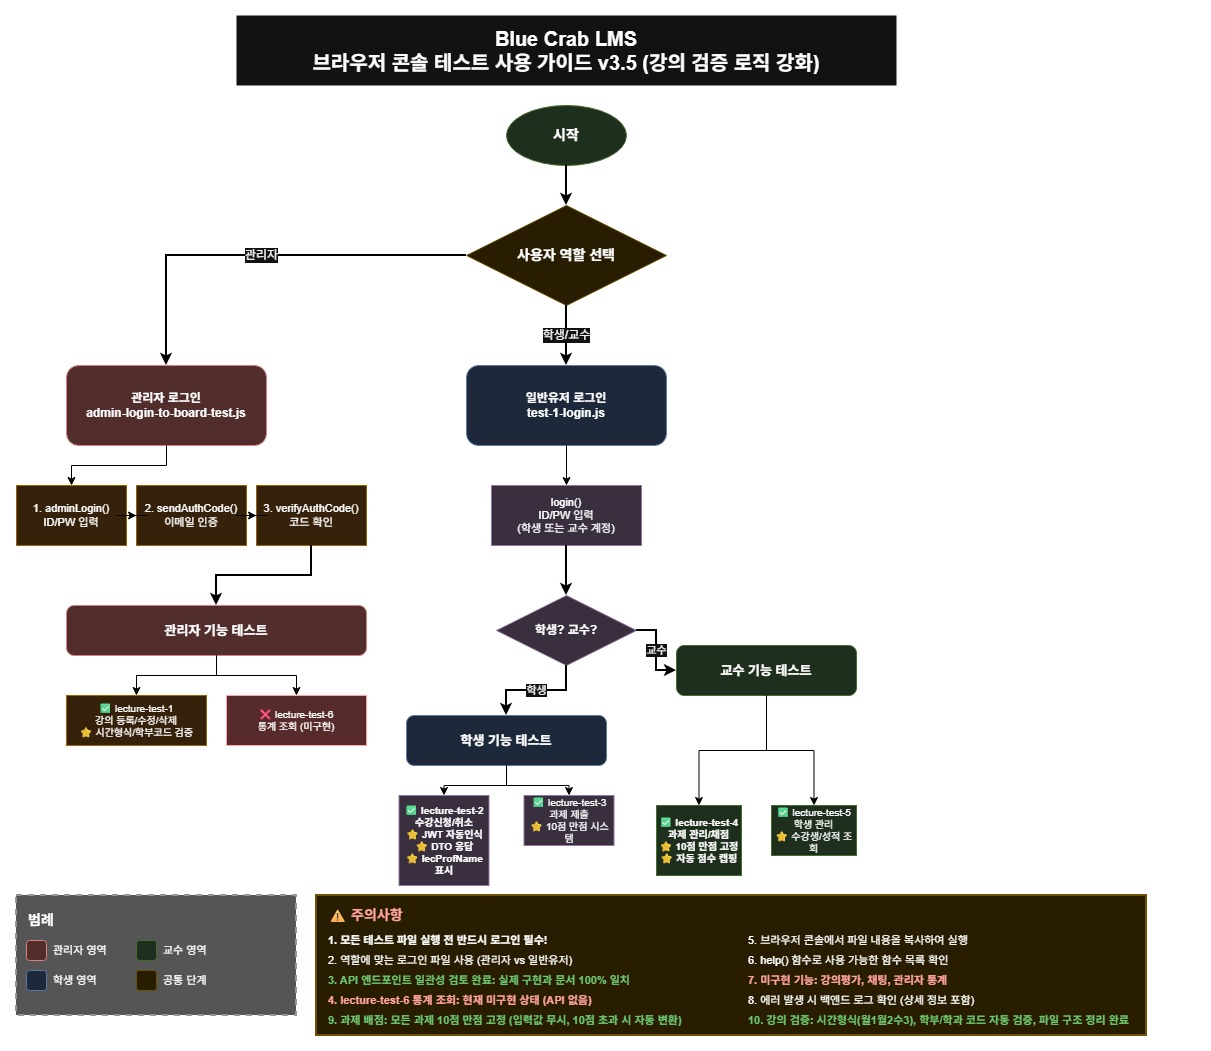 Blue Crab LMS
브라우저 콘솔 테스트 사용 가이드 v3.5 (강의 검증 로직 강화)
시작
사용자 역할 선택
관리자
학생/교수
관리자 로그인
admin-login-to-board-test.js
일반유저 로그인
test-1-login.js
1. adminLogin()
ID/PW 입력
2. sendAuthCode()
이메일 인증
3. verifyAuthCode()
코드 확인
login()
ID/PW 입력
(학생 또는 교수 계정)
관리자 기능 테스트
학생? 교수?
교수
학생
교수 기능 테스트
✅ lecture-test-1
강의 등록/수정/삭제
⭐ 시간형식/학부코드 검증
❌ lecture-test-6
통계 조회 (미구현)
학생 기능 테스트
✅ lecture-test-2
수강신청/취소
⭐ JWT 자동인식
⭐ DTO 응답
⭐ lecProfName
표시
✅ lecture-test-3
과제 제출
⭐ 10점 만점 시스
템
✅ lecture-test-4
과제 관리/채점
⭐ 10점 만점 고정
⭐ 자동 점수 캡핑
✅ lecture-test-5
학생 관리
⭐ 수강생/성적 조
회
범례
관리자 영역
교수 영역
학생 영역
공통 단계
⚠️ 주의사항
1. 모든 테스트 파일 실행 전 반드시 로그인 필수!
2. 역할에 맞는 로그인 파일 사용 (관리자 vs 일반유저)
3. API 엔드포인트 일관성 검토 완료: 실제 구현과 문서 100% 일치
4. lecture-test-6 통계 조회: 현재 미구현 상태 (API 없음)
9. 과제 배점: 모든 과제 10점 만점 고정 (입력값 무시, 10점 초과 시 자동 변환)
5. 브라우저 콘솔에서 파일 내용을 복사하여 실행
6. help() 함수로 사용 가능한 함수 목록 확인
7. 미구현 기능: 강의평가, 채팅, 관리자 통계
8. 에러 발생 시 백엔드 로그 확인 (상세 정보 포함)
10. 강의 검증: 시간형식(월1월2수3), 학부/학과 코드 자동 검증, 파일 구조 정리 완료